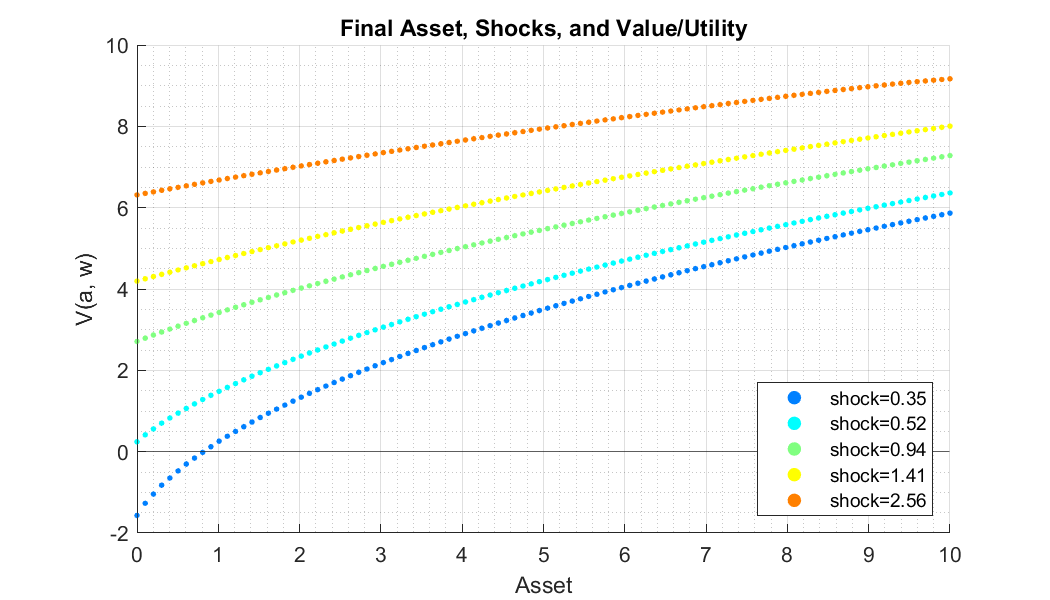 Final Asset, Shocks, and Value/Utility
10
8
6
4
2
0
-2
V(a, w)
0 1 2 3 4 5 6 7 8 9 10
Asset
shock=0.35
shock=0.52
shock=0.94
shock=1.41
shock=2.56